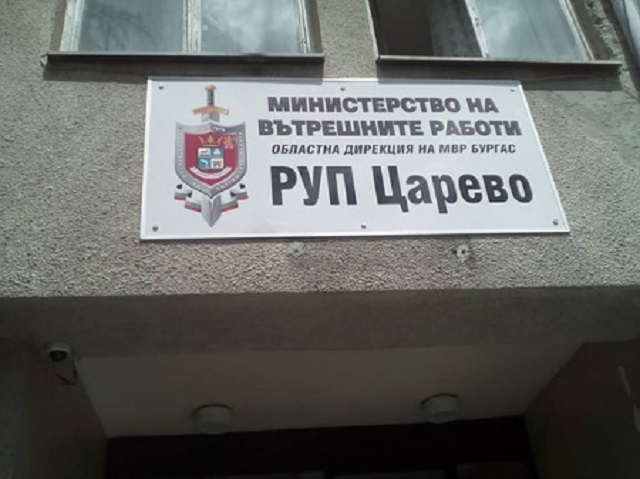 МИНИСТЕРСТВО НА
ВЪТРЕШНИТЕ РАБОТИ
ОБЛАСТНА ДИРЕКЦИЯ НА МВР БУРГАС
РУП Царево